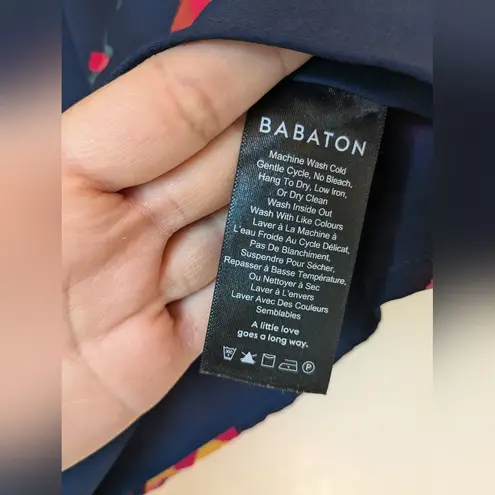 BABATON
Machine Wash Cold
Gentle Cycle, No Bleach,
Hang To Dry, Low Iron,
Or Dry Clean
Wash Inside Out
Wash With Like Colours
Laver à La Machine à
L'eau Froide Au Cycle Délicat,
Pas De Blanchiment,
Suspendre Pour Sécher,
Repasser à Basse Température,
Ou Nettoyer à Sec
Laver à L'envers
Laver Avec Des Couleurs
Semblables
A little love
goes a long way.
P